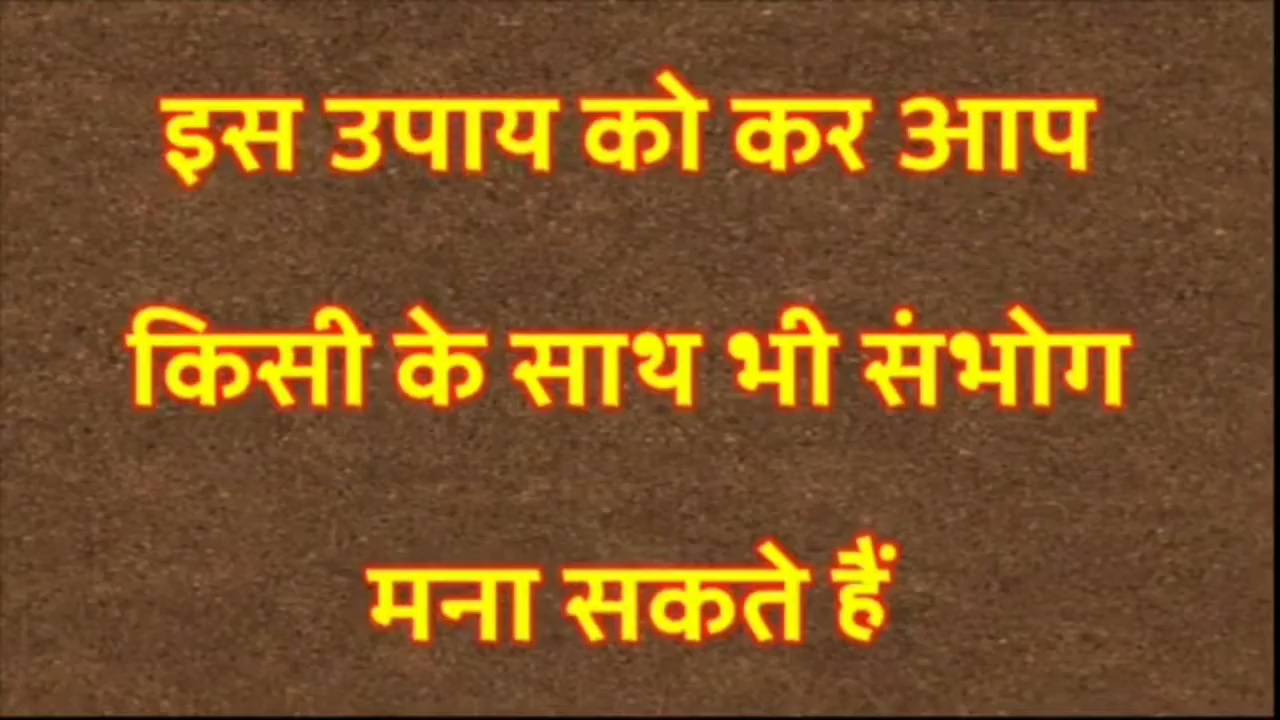 इस उपाय को कर आप
किसी के साथ भी संभोग
मना सकते हैं